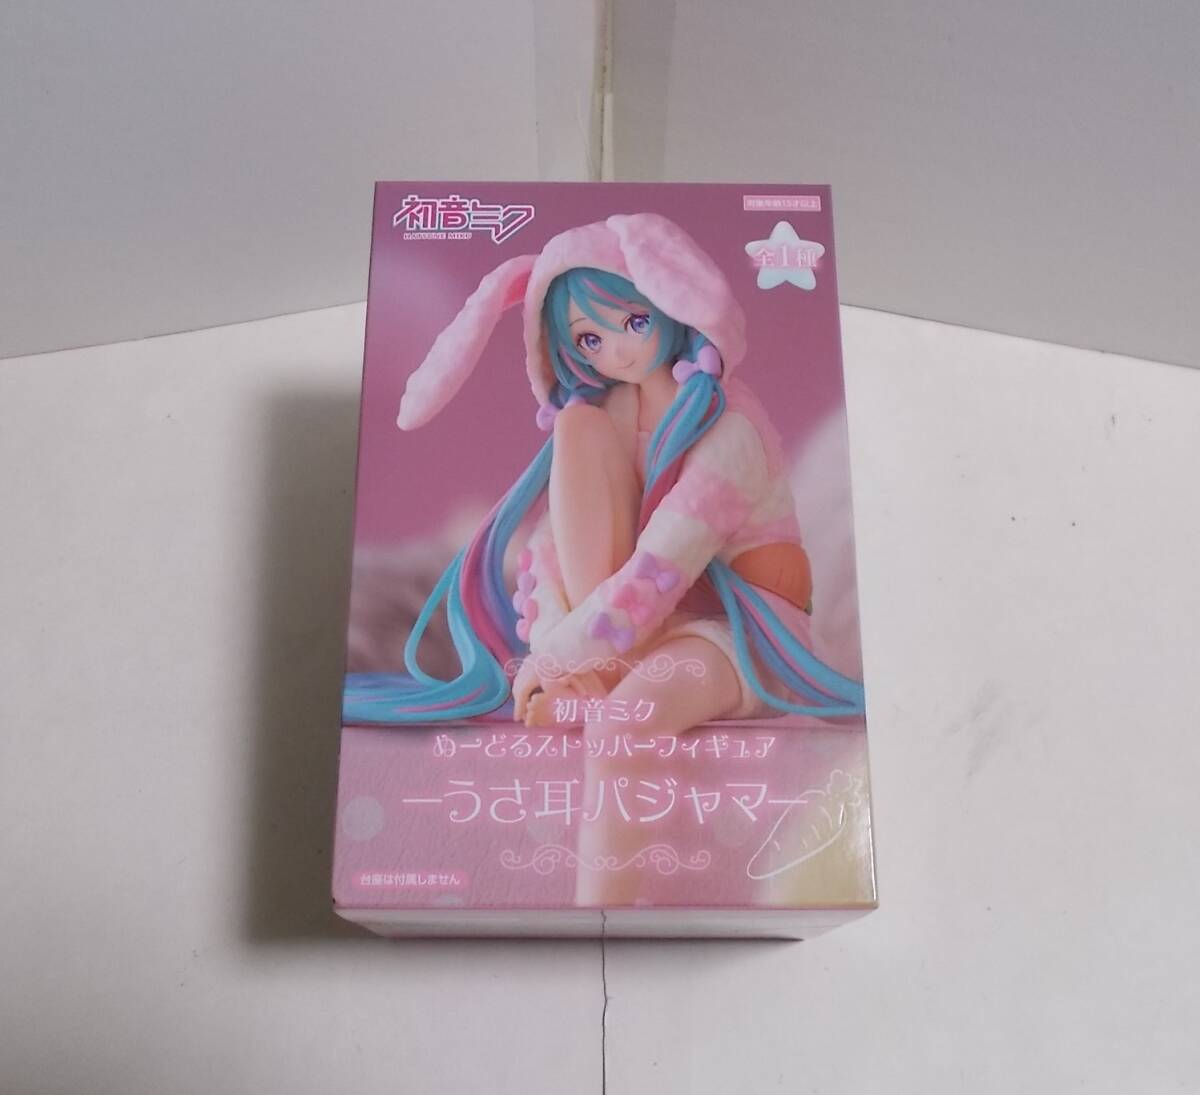 初音ミク
HATSUNE MIKU
対象年齢15才以上
全1種
初音ミク
ぬーどるストッパーフィギュア
―うさ耳パジャマ―
台座は付属しません